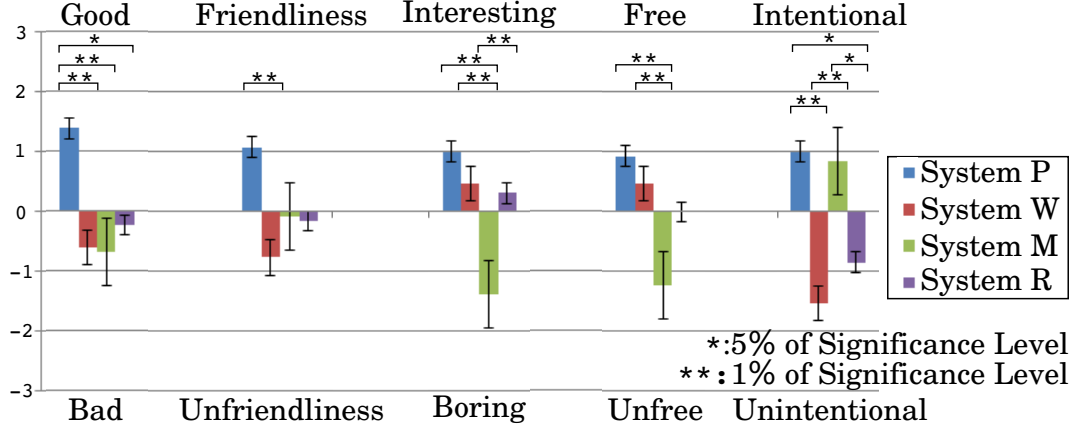 Good Friendliness Interesting Free Intentional
3
* *
** ** ** ** *
** ** ** ** **
2
**
1
0
−1
−2
−3
System P
System W
System M
System R
*:5% of Significance Level
**:1% of Significance Level
Bad Unfriendliness Boring Unfree Unintentional